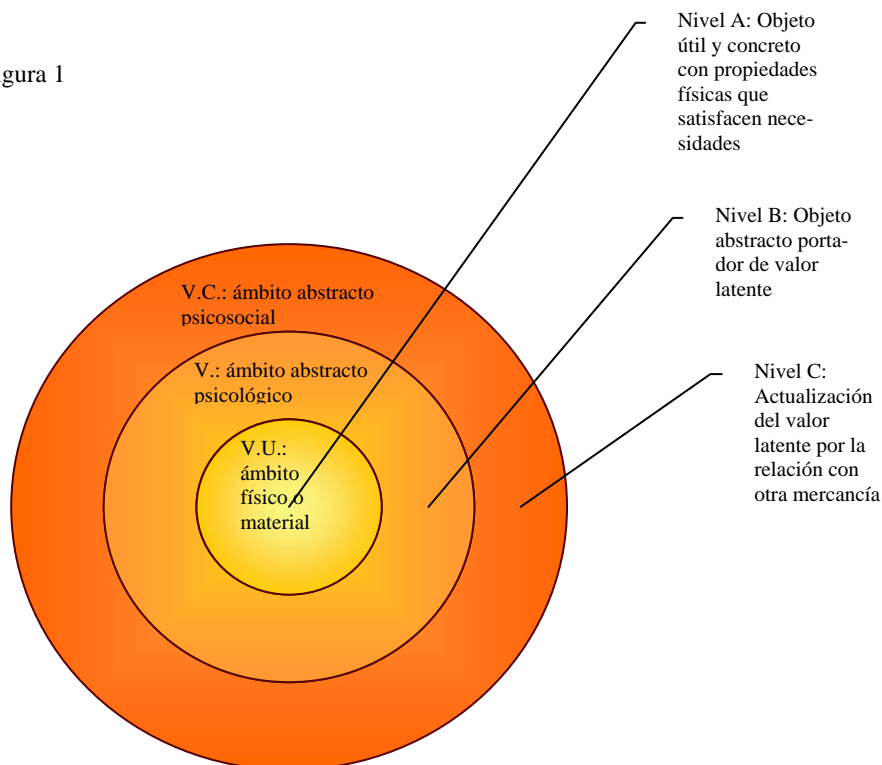 Nivel A: Objeto
útil y concreto
con propiedades
físicas que
satisfacen nece-
sidades
igura 1
Nivel B: Objeto
abstracto porta-
dor de valor
latente
V.C.: ámbito abstracto
psicosocial
V.: ámbito abstracto
psicológico
Nivel C:
Actualización
del valor
latente por la
relación con
otra mercancía
V.U.:
ámbito
físico o
material